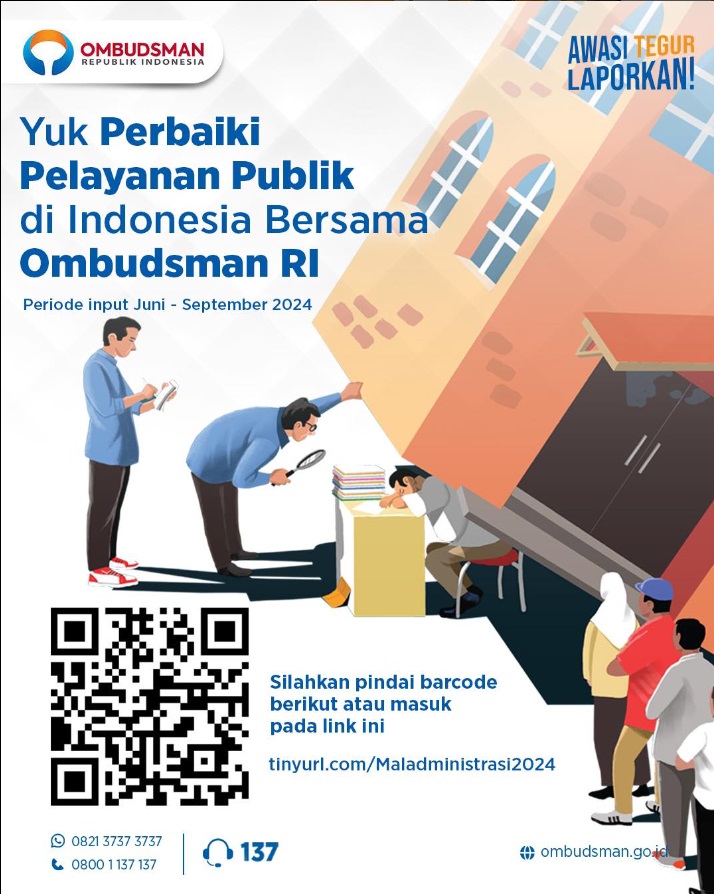 OMBUDSMAN
REPUBLIK INDONESIA
AWASI TEGUR
LAPORKAN!
Yuk Perbaiki
Pelayanan Publik
di Indonesia Bersama
Ombudsman RI
Periode input Juni - September 2024
Silahkan pindai barcode
berikut atau masuk
pada link ini
tinyurl.com/Maladministrasi2024
0821 3737 3737
0800 1 137 137
137
ombudsman.go.id